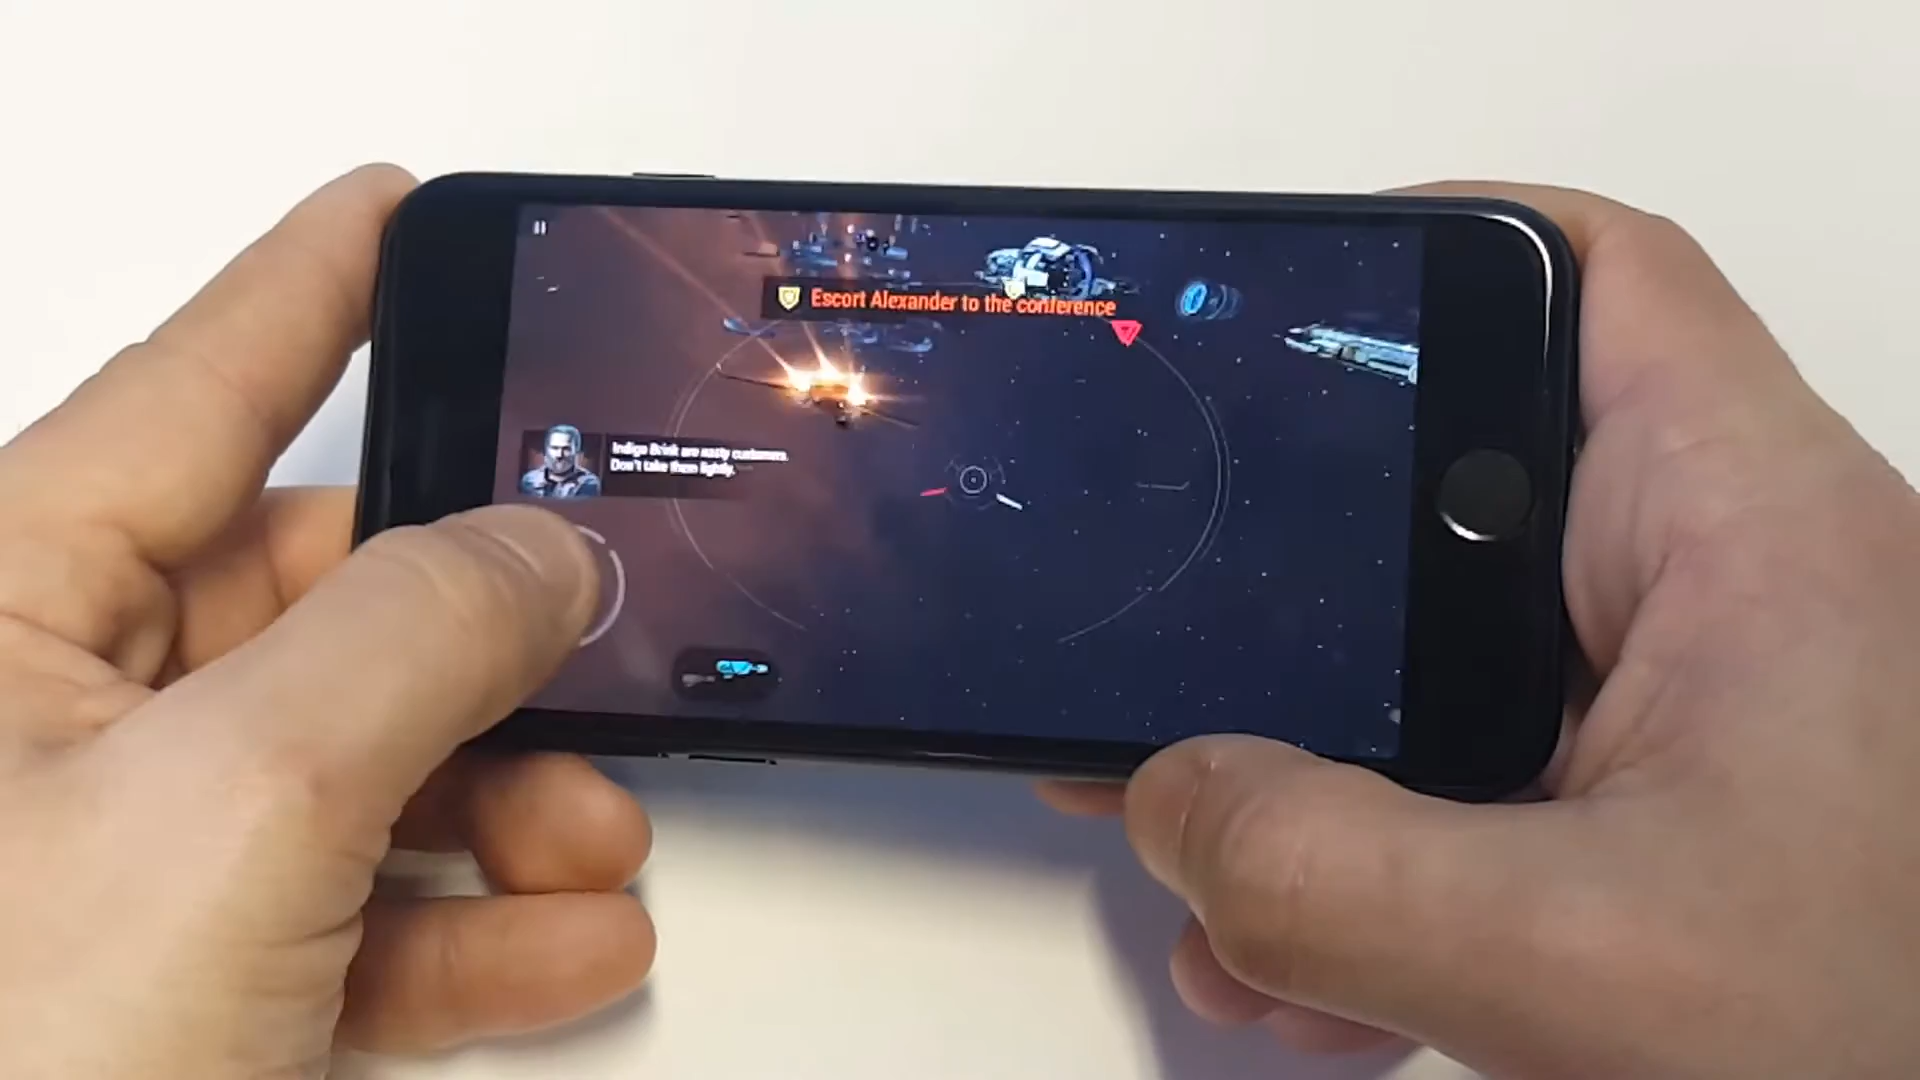 Escort Alexander to the conference
Indigo Brink are nasty customers.
Don't take them lightly.